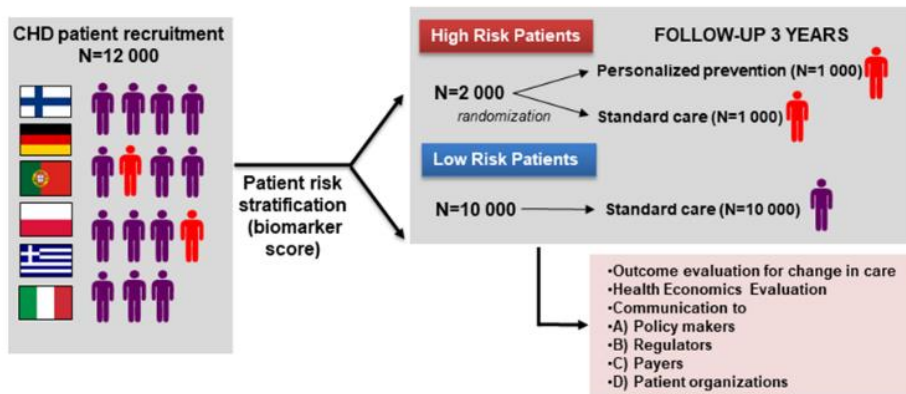 CHD patient recruitment
N=12 000
Patient risk
stratification
(biomarker
score)
High Risk Patients
FOLLOW-UP 3 YEARS
Personalized prevention (N=1 000)
N=2 000
randomization
Standard care (N=1 000)
Low Risk Patients
N=10 000
Standard care (N=10 000)
•Outcome evaluation for change in care
•Health Economics Evaluation
•Communication to
•A) Policy makers
•B) Regulators
•C) Payers
•D) Patient organizations